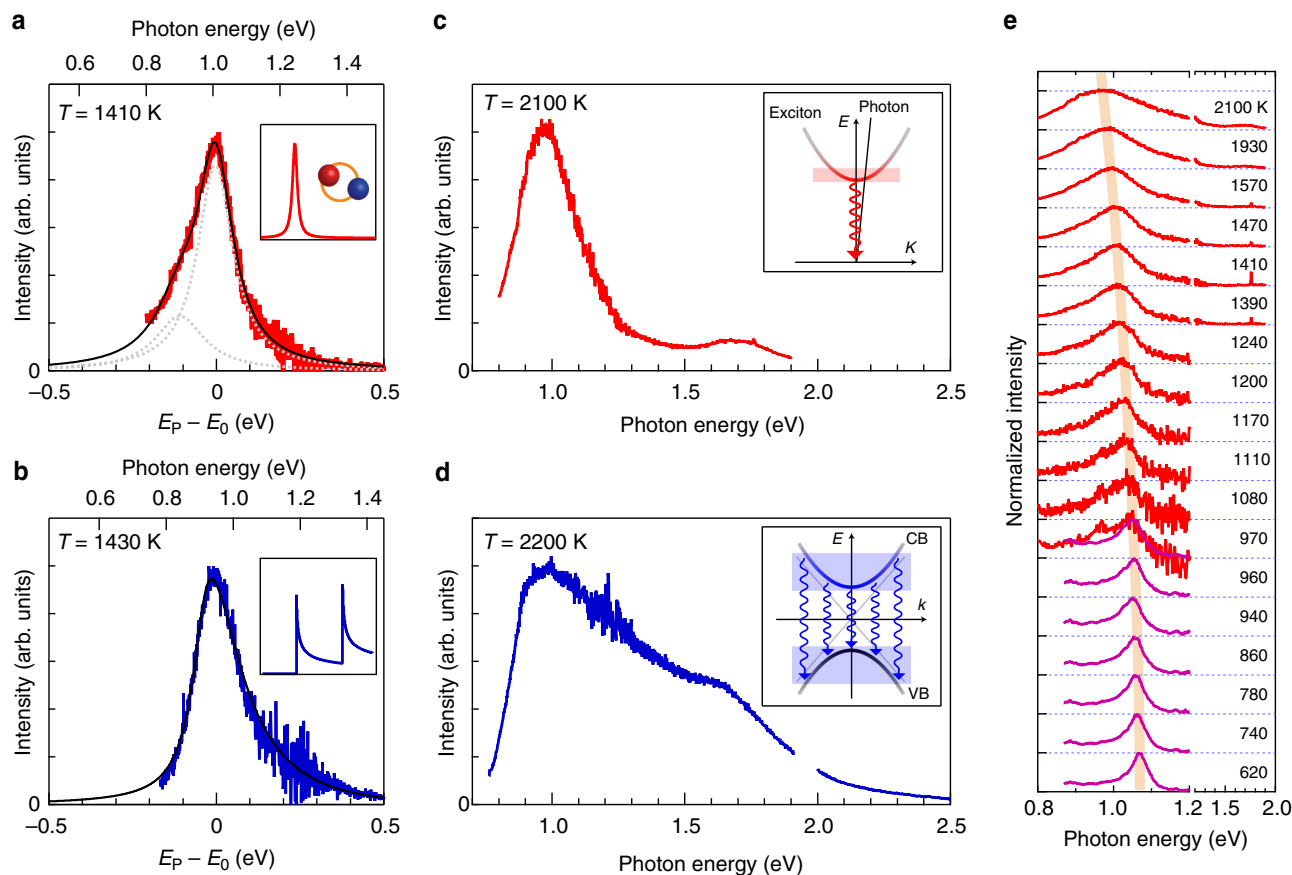 a
Photon energy (eV)
0.6 0.8 1.0 1.2 1.4
T = 1410 K
Intensity (arb. units)
0
–0.5 0 0.5
E_P – E_0 (eV)
b
Photon energy (eV)
0.6 0.8 1.0 1.2 1.4
T = 1430 K
Intensity (arb. units)
0
–0.5 0 0.5
E_P – E_0 (eV)
c
T = 2100 K
Exciton
E
Photon
K
Intensity (arb. units)
0
1.0 1.5 2.0 2.5
Photon energy (eV)
d
T = 2200 K
E
CB
k
VB
Intensity (arb. units)
0
1.0 1.5 2.0 2.5
Photon energy (eV)
e
2100 K
1930
1570
1470
1410
1390
1240
1200
1170
1110
1080
970
960
940
860
780
740
620
Normalized intensity
0.8 1.0 1.2 1.5 2.0
Photon energy (eV)